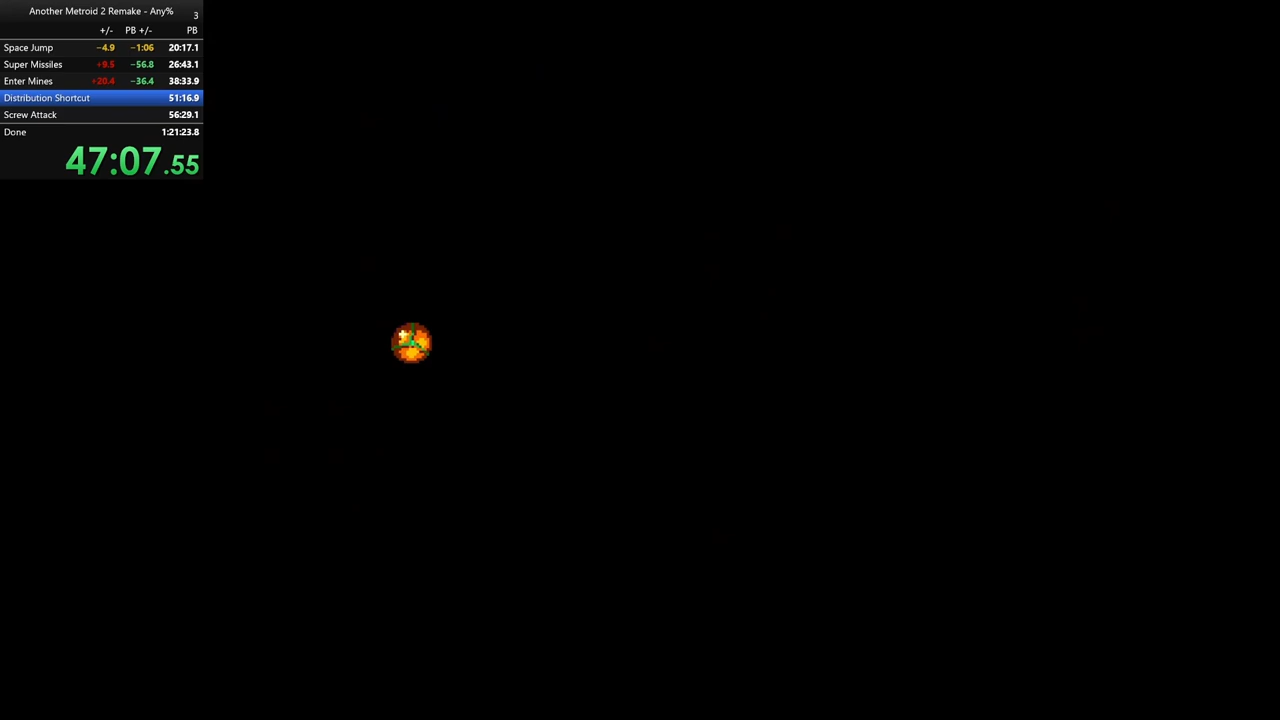 Another Metroid 2 Remake - Any%
3
+/- PB +/- PB
Space Jump −4.9 −1:06 20:17.1
Super Missiles +9.5 −56.8 26:43.1
Enter Mines +20.4 −36.4 38:33.9
Distribution Shortcut 51:16.9
Screw Attack 56:29.1
Done 1:21:23.8
47:07.55